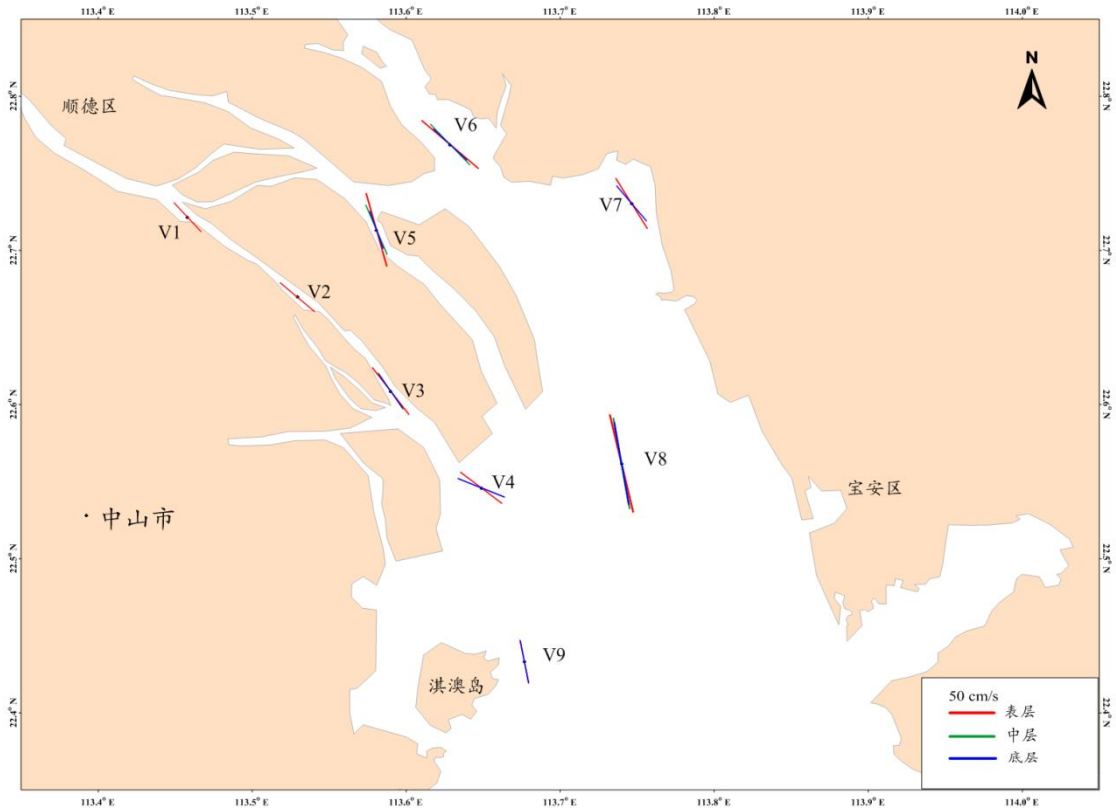 113.4° E 113.5° E 113.6° E 113.7° E 113.8° E 113.9° E 114.0° E
N
22.8° N 22.8° N
顺德区
V6
V7
V1
V5
22.7° N 22.7° N
V2
V3
22.6° N 22.6° N
V8
V4
宝安区
中山市
22.5° N 22.5° N
V9
淇澳岛
22.4° N 22.4° N
50 cm/s
表层
中层
底层
113.4° E 113.5° E 113.6° E 113.7° E 113.8° E 113.9° E 114.0° E